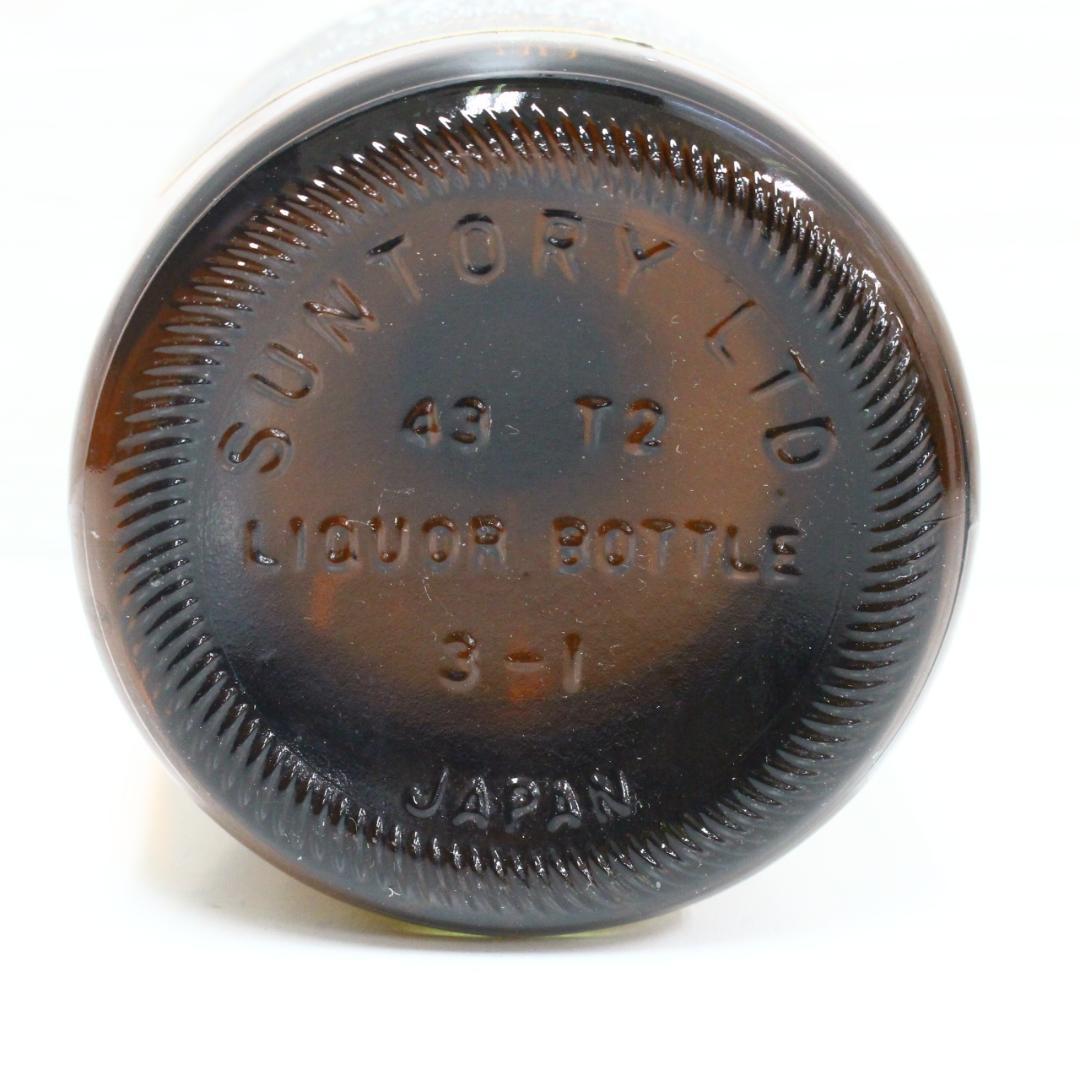 SUNTORY LTD
43 T2
LIQUOR BOTTLE
3-1
JAPAN